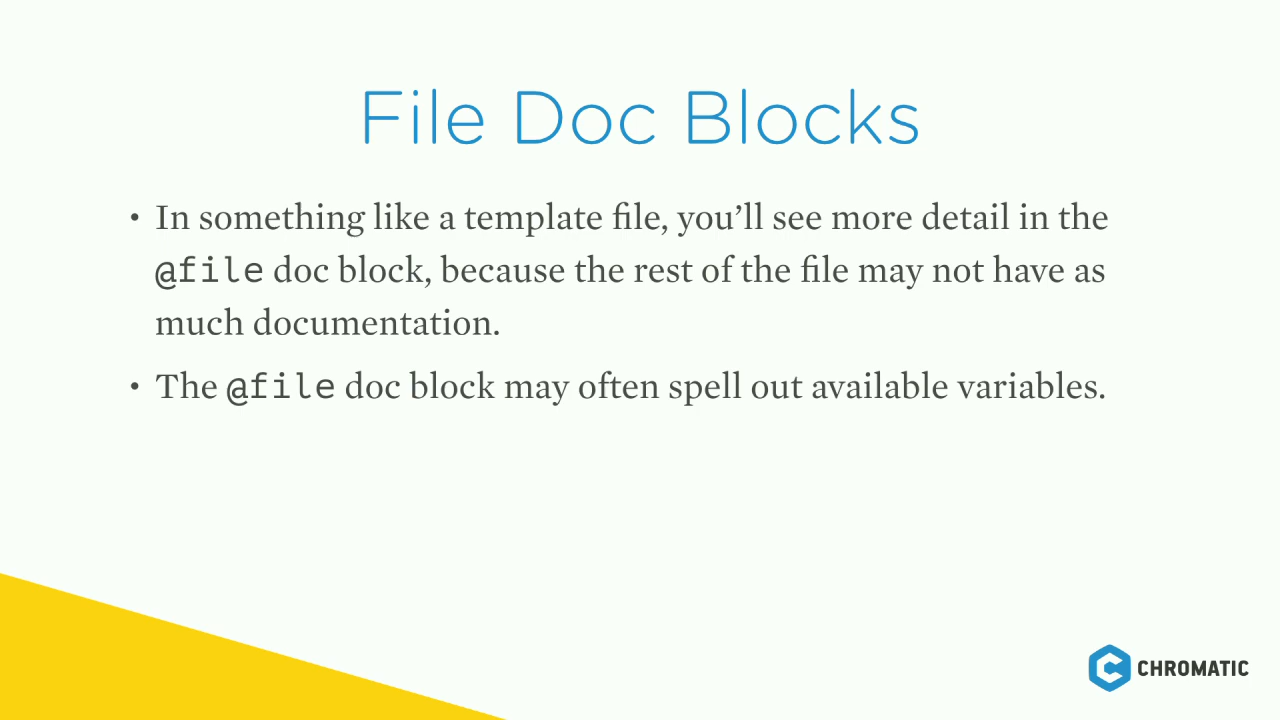 File Doc Blocks
• In something like a template file, you’ll see more detail in the
@file doc block, because the rest of the file may not have as
much documentation.
• The @file doc block may often spell out available variables.
CHROMATIC